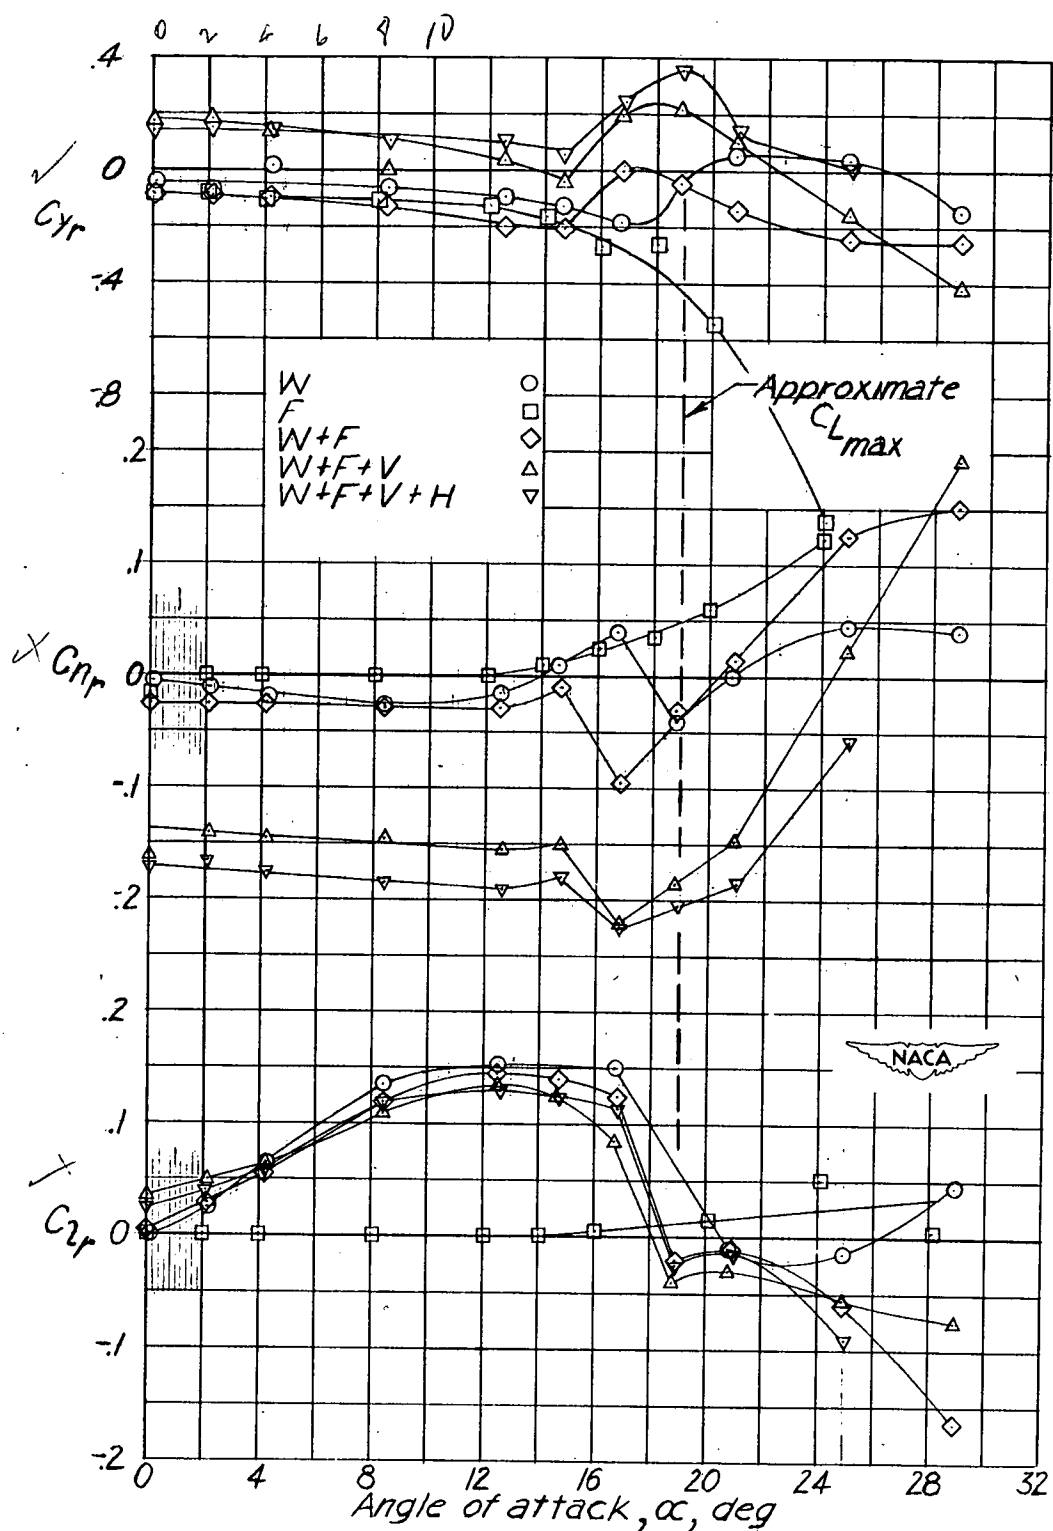 0 2 4 6 8 10
.4
0
Cyr
-.4
-.8
W
F
W+F
W+F+V
W+F+V+H
Approximate
CLmax
.2
.1
0
Cnr
-.1
-.2
.2
NACA
.1
Clr
0
-.1
-.2
0 4 8 12 16 20 24 28 32
Angle of attack, α, deg